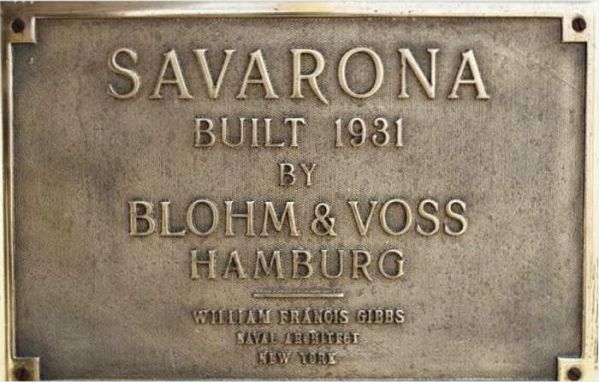 SAVARONA
BUILT 1931
BY
BLOHM & VOSS
HAMBURG
WILLIAM FRANCIS GIBBS
NAVAL ARCHITECT
NEW YORK